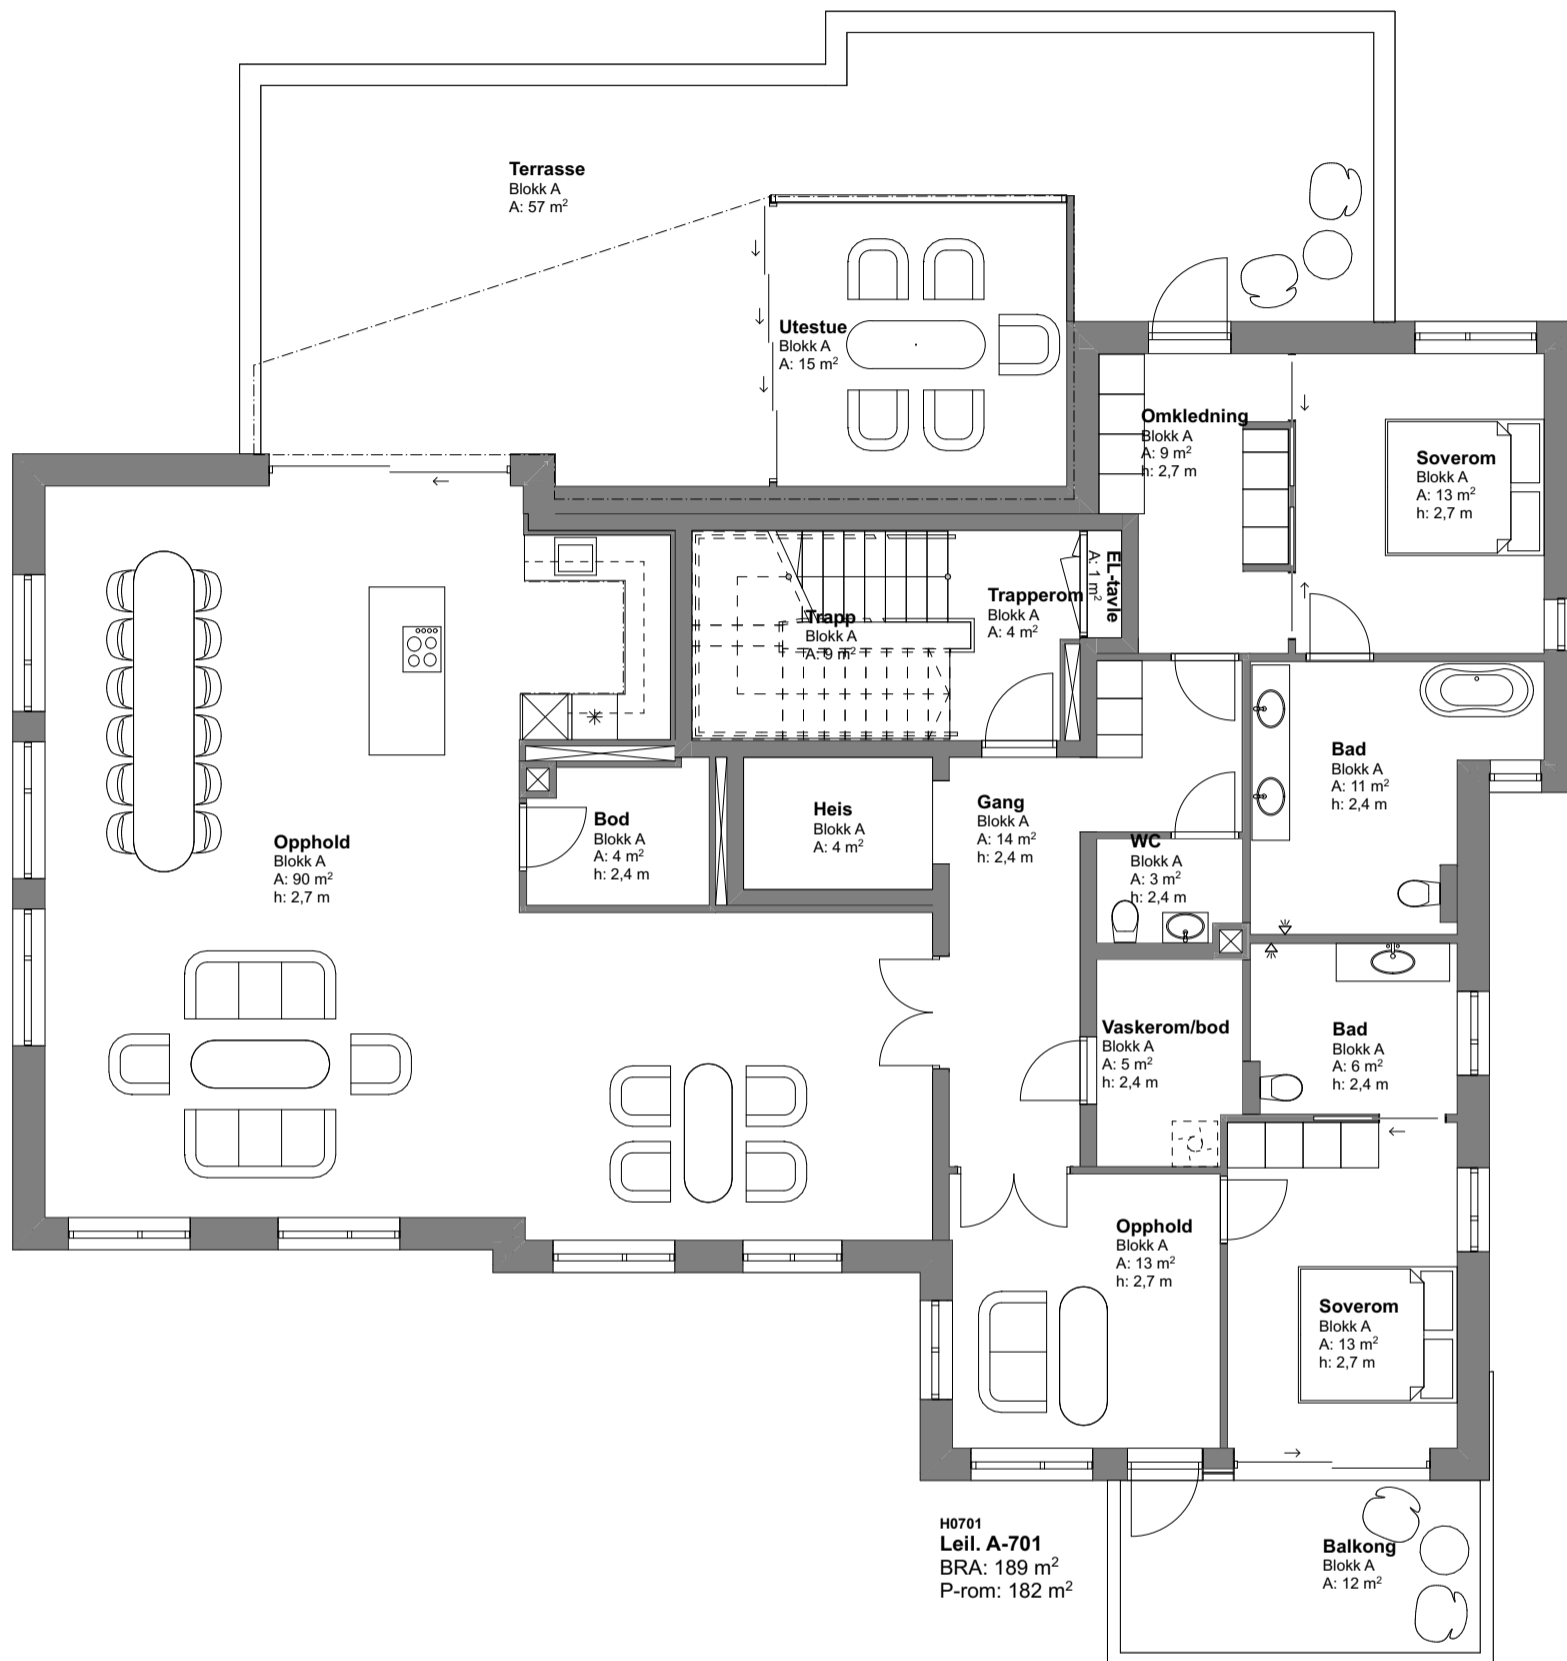 Terrasse
Blokk A
A: 57 m²
Utestue
Blokk A
A: 15 m²
Omkledning
Blokk A
A: 9 m²
h: 2,7 m
Soverom
Blokk A
A: 13 m²
h: 2,7 m
EL-tavle
A: 1 m²
Trapperom
Blokk A
A: 4 m²
Trapp
Blokk A
A: 9 m²
Bad
Blokk A
A: 11 m²
h: 2,4 m
Gang
Blokk A
A: 14 m²
h: 2,4 m
Heis
Blokk A
A: 4 m²
Bod
Blokk A
A: 4 m²
h: 2,4 m
Opphold
Blokk A
A: 90 m²
h: 2,7 m
WC
Blokk A
A: 3 m²
h: 2,4 m
Vaskerom/bod
Blokk A
A: 5 m²
h: 2,4 m
Bad
Blokk A
A: 6 m²
h: 2,4 m
Opphold
Blokk A
A: 13 m²
h: 2,7 m
Soverom
Blokk A
A: 13 m²
h: 2,7 m
H0701
Leil. A-701
BRA: 189 m²
P-rom: 182 m²
Balkong
Blokk A
A: 12 m²